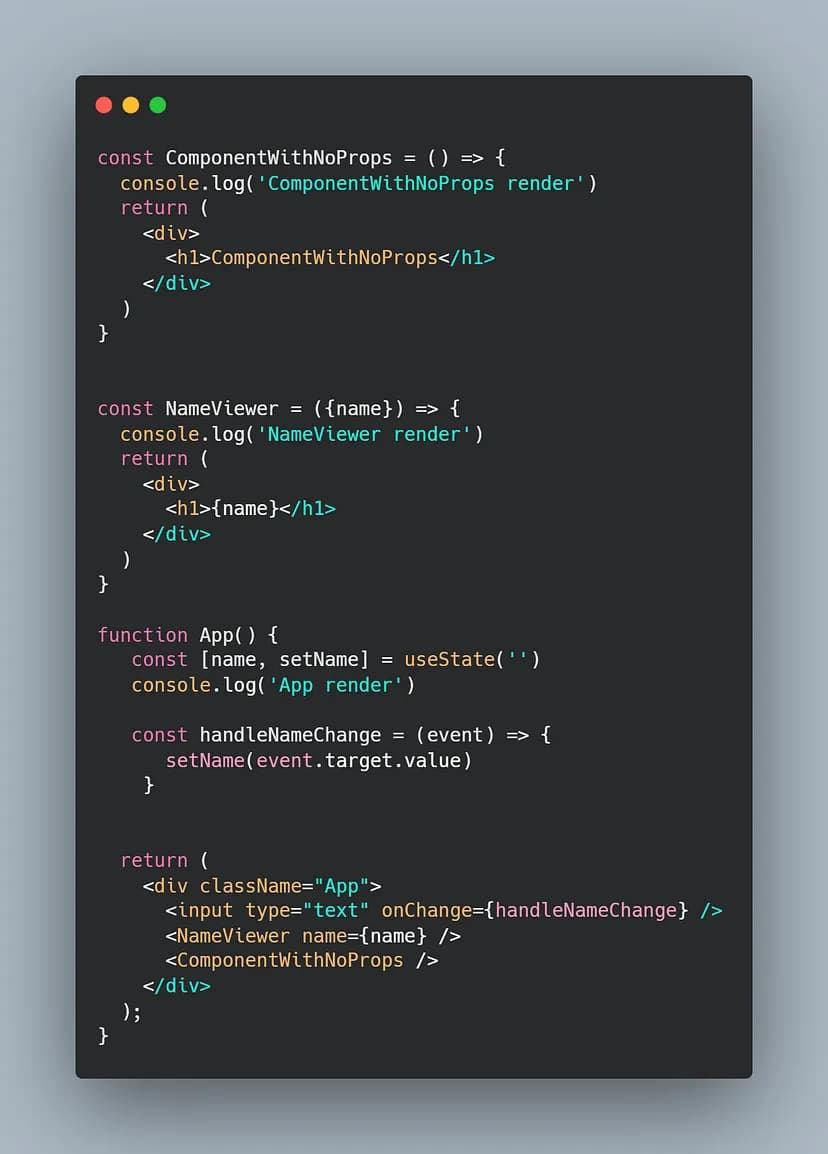 const ComponentWithNoProps = () => {
  console.log('ComponentWithNoProps render')
  return (
    <div>
      <h1>ComponentWithNoProps</h1>
    </div>
  )
}
const NameViewer = ({name}) => {
  console.log('NameViewer render')
  return (
    <div>
      <h1>{name}</h1>
    </div>
  )
}
function App() {
   const [name, setName] = useState('')
   console.log('App render')
   const handleNameChange = (event) => {
      setName(event.target.value)
    }
  return (
    <div className="App">
      <input type="text" onChange={handleNameChange} />
      <NameViewer name={name} />
      <ComponentWithNoProps />
    </div>
  );
}